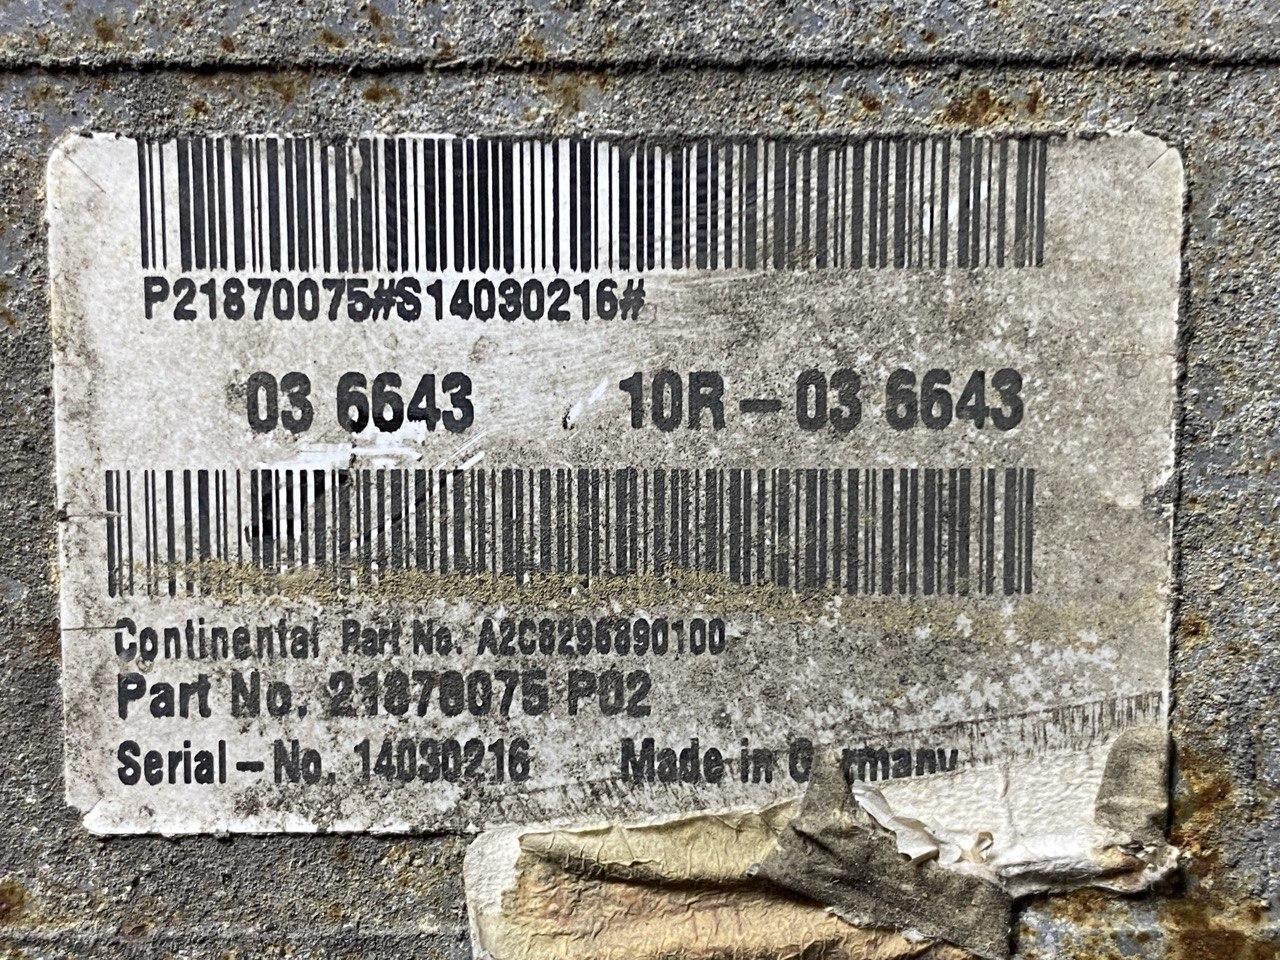 P21870075#S14030216#
03 6643 10R-03 6643
Continental Part No. A2C8296890100
Part No. 21870075 P02
Serial-No. 14030216 Made in